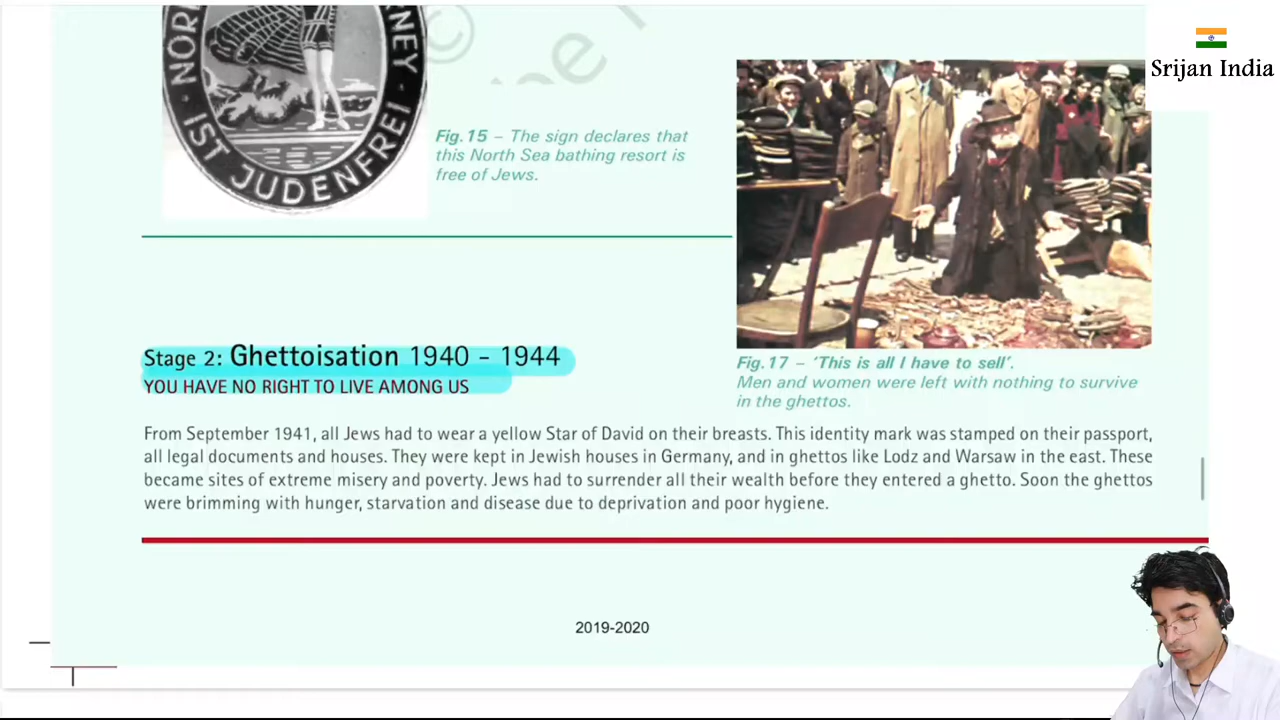 Srijan India
IST JUDENFREI
Fig.15 – The sign declares that
this North Sea bathing resort is
free of Jews.
Fig.17 – 'This is all I have to sell'.
Men and women were left with nothing to survive
in the ghettos.
Stage 2: Ghettoisation 1940 – 1944
YOU HAVE NO RIGHT TO LIVE AMONG US
From September 1941, all Jews had to wear a yellow Star of David on their breasts. This identity mark was stamped on their passport,
all legal documents and houses. They were kept in Jewish houses in Germany, and in ghettos like Lodz and Warsaw in the east. These
became sites of extreme misery and poverty. Jews had to surrender all their wealth before they entered a ghetto. Soon the ghettos
were brimming with hunger, starvation and disease due to deprivation and poor hygiene.
2019-2020